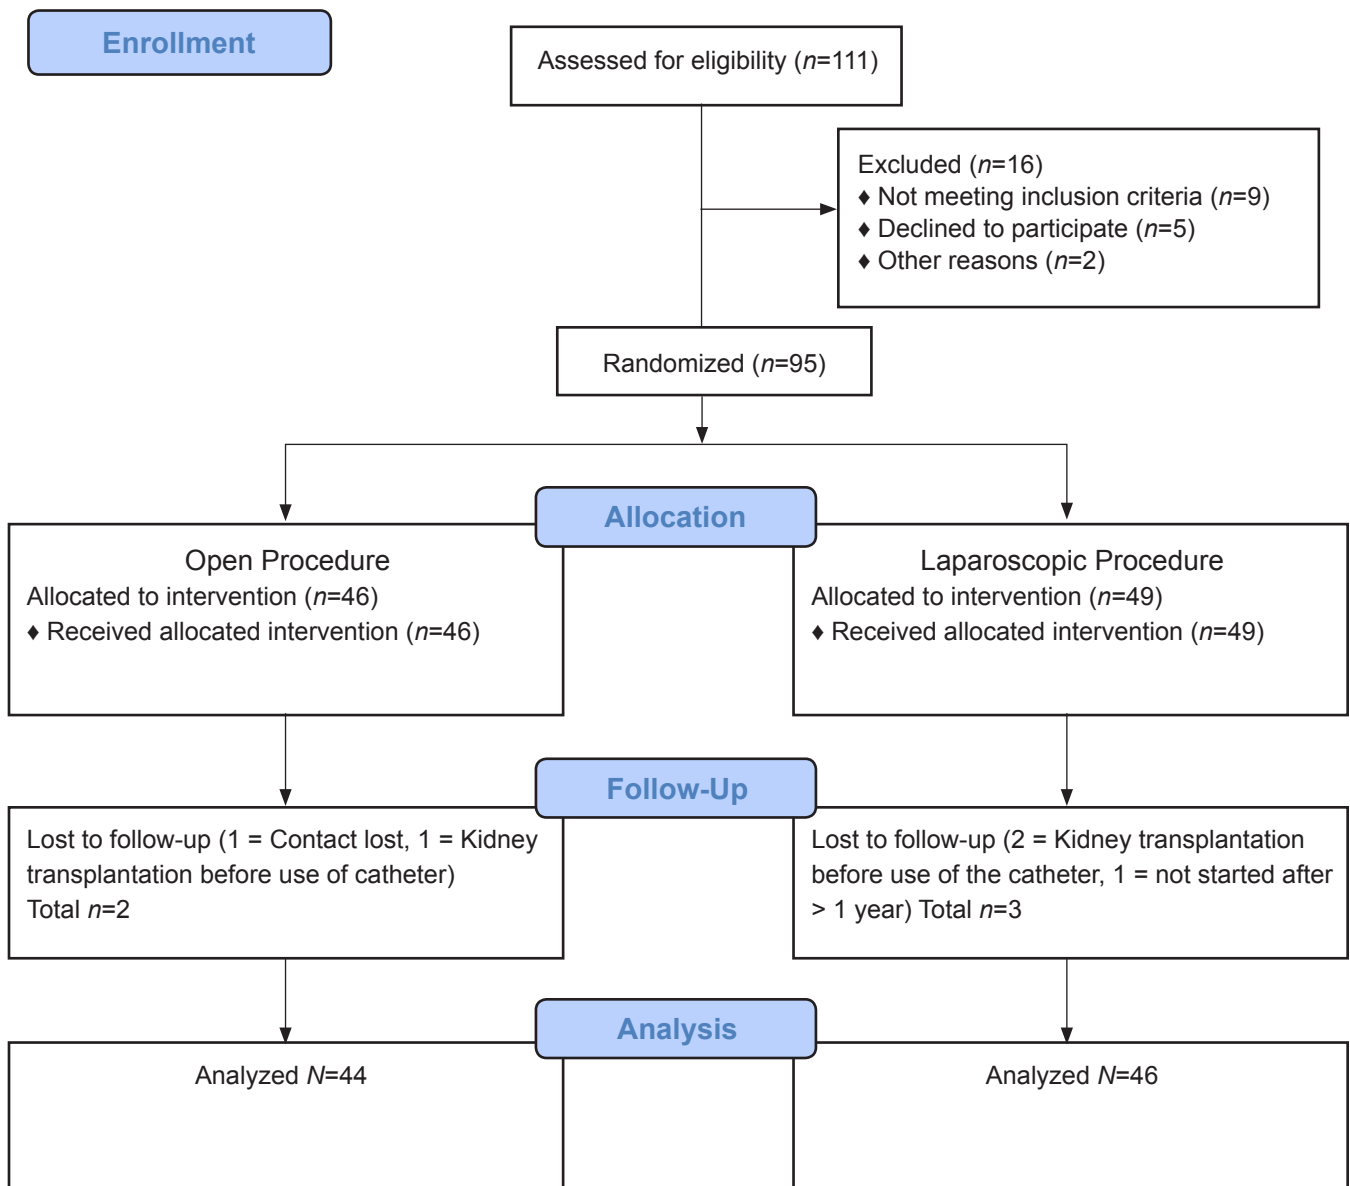 Enrollment
Assessed for eligibility (n=111)
Excluded (n=16)
♦ Not meeting inclusion criteria (n=9)
♦ Declined to participate (n=5)
♦ Other reasons (n=2)
Randomized (n=95)
Allocation
Open Procedure
Allocated to intervention (n=46)
♦ Received allocated intervention (n=46)
Laparoscopic Procedure
Allocated to intervention (n=49)
♦ Received allocated intervention (n=49)
Follow-Up
Lost to follow-up (1 = Contact lost, 1 = Kidney
transplantation before use of catheter)
Total n=2
Lost to follow-up (2 = Kidney transplantation
before use of the catheter, 1 = not started after
> 1 year) Total n=3
Analysis
Analyzed N=44
Analyzed N=46